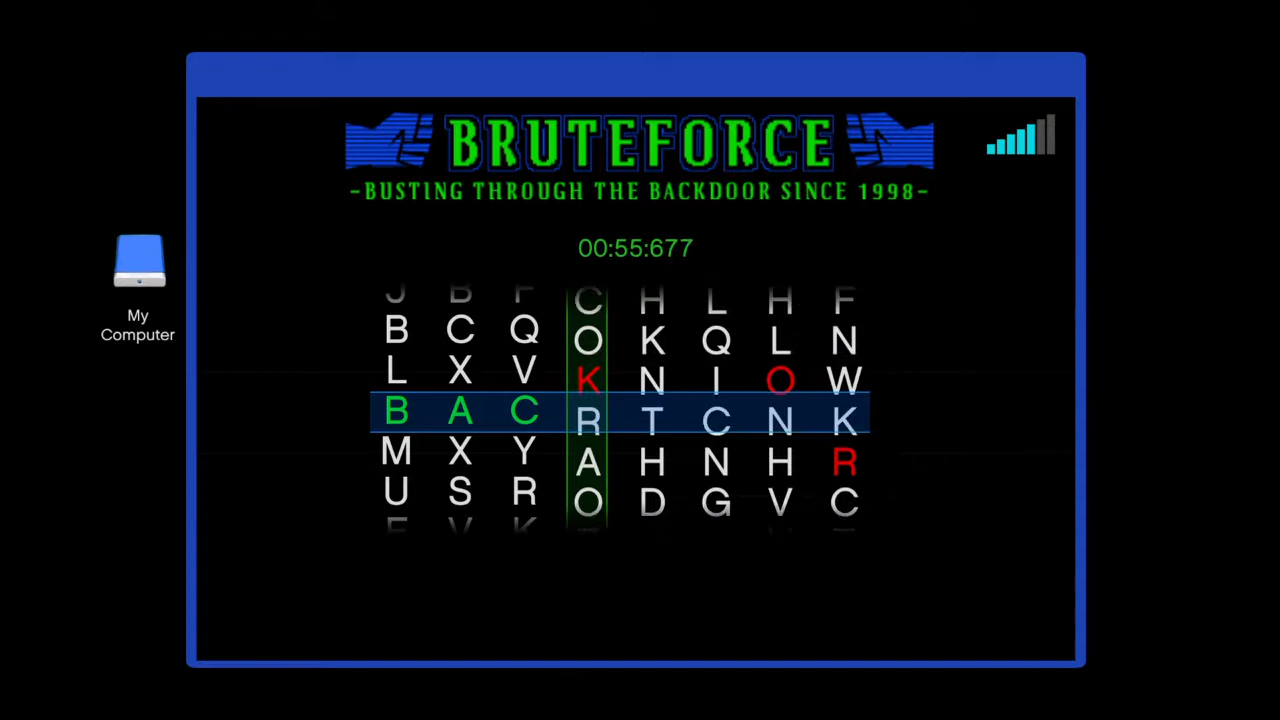 BRUTEFORCE
-BUSTING THROUGH THE BACKDOOR SINCE 1998-
00:55:677
My
Computer
J B F C H L H F
B C Q O K Q L N
L X V K N I O W
B A C R T C N K
M X Y A H N H R
U S R O D G V C